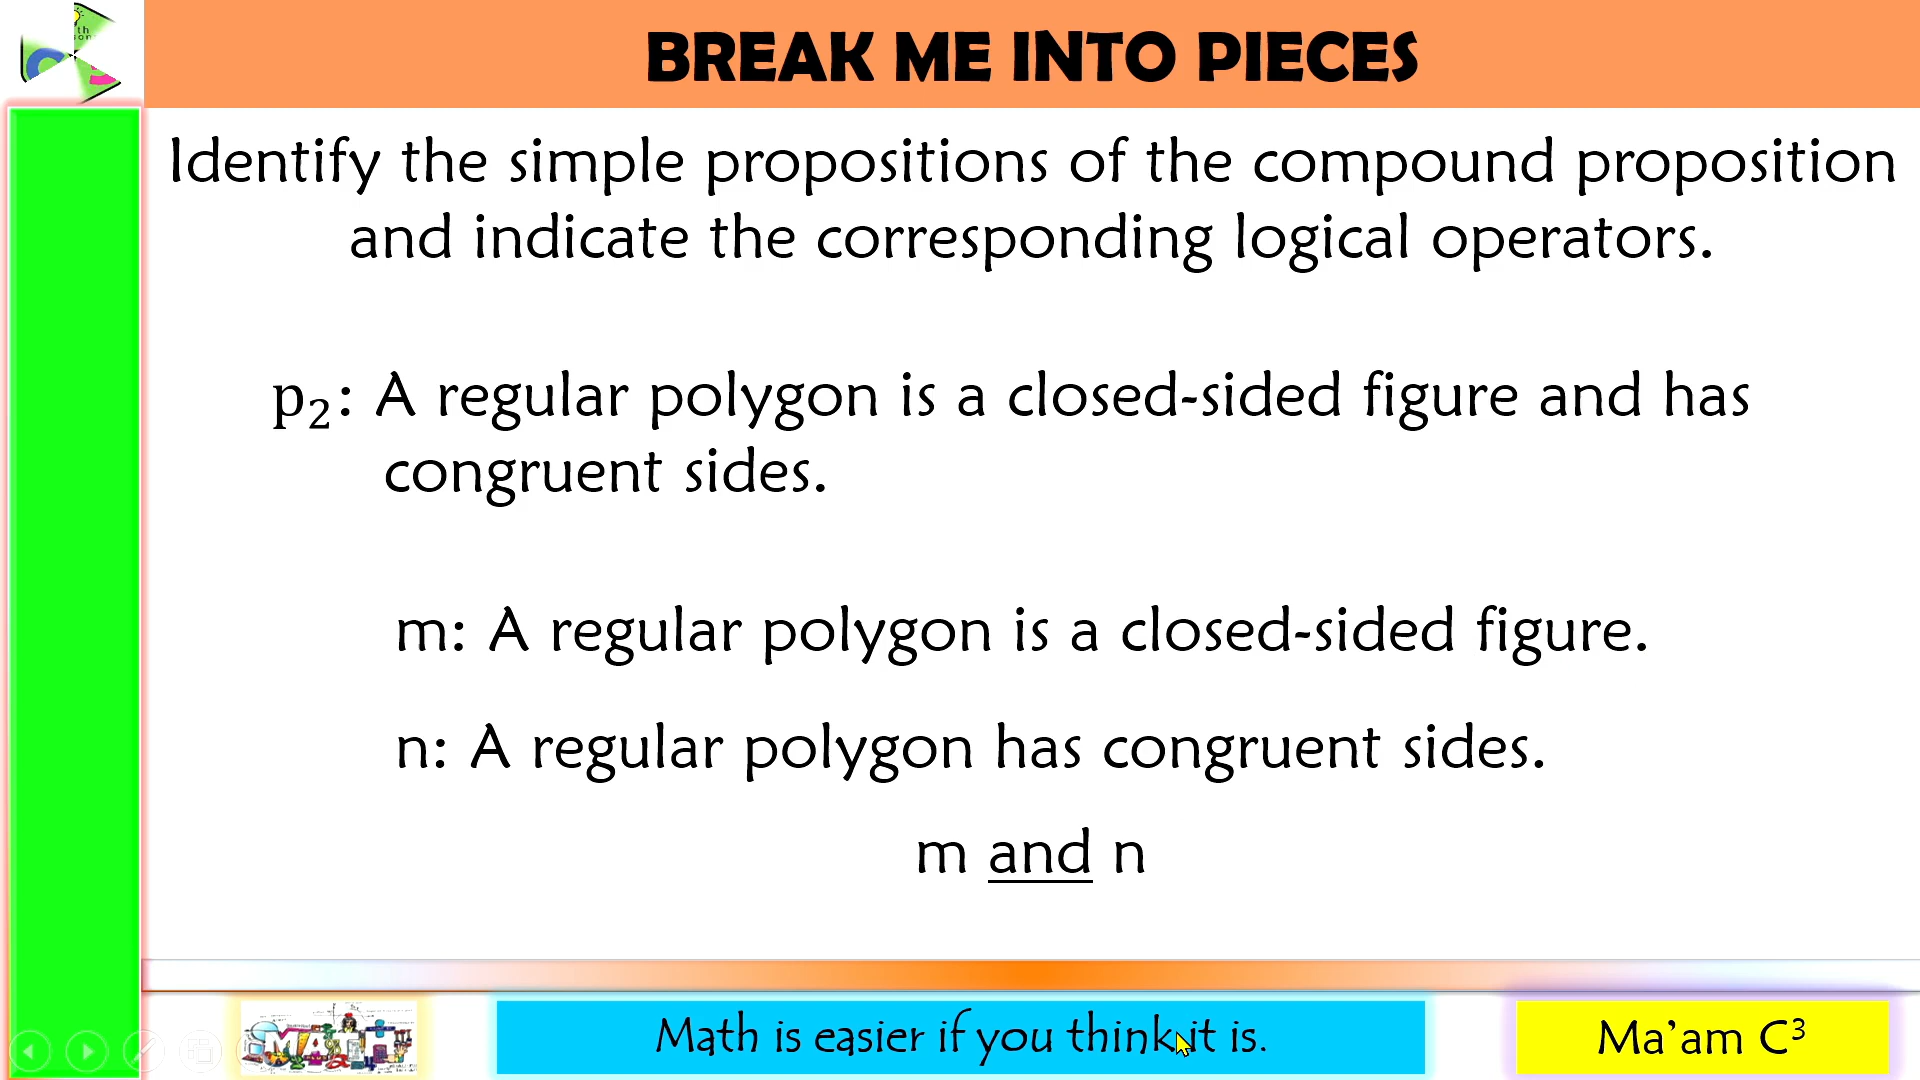 BREAK ME INTO PIECES
Identify the simple propositions of the compound proposition
and indicate the corresponding logical operators.
p₂: A regular polygon is a closed-sided figure and has
congruent sides.
m: A regular polygon is a closed-sided figure.
n: A regular polygon has congruent sides.
m and n
MATH
Math is easier if you think it is.
Ma'am C³